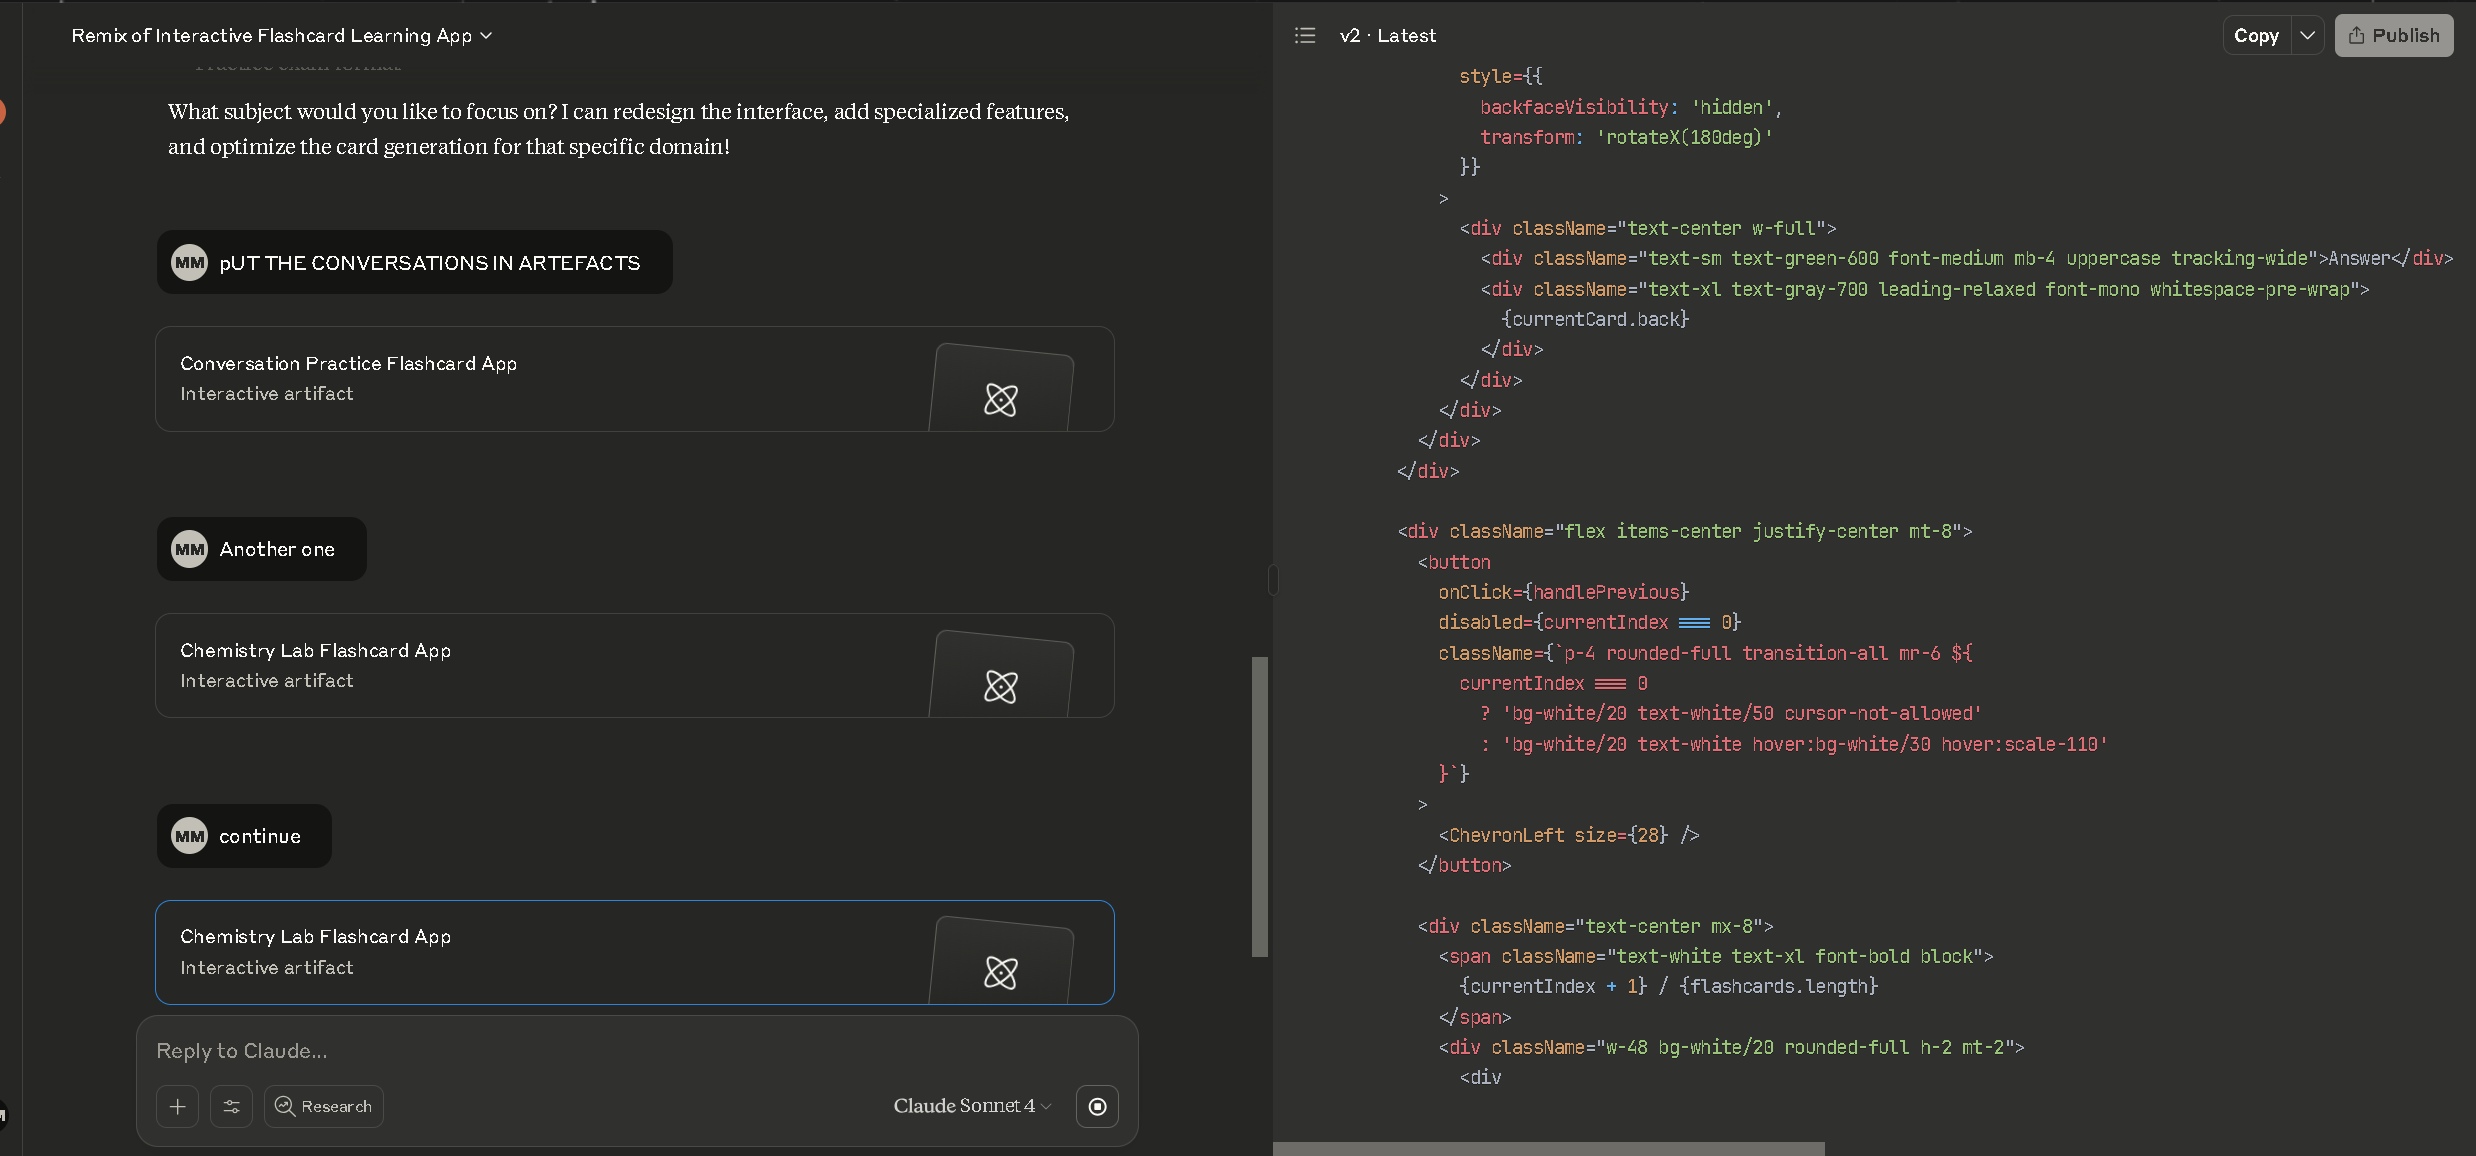 Remix of Interactive Flashcard Learning App
What subject would you like to focus on? I can redesign the interface, add specialized features,
and optimize the card generation for that specific domain!
MM pUT THE CONVERSATIONS IN ARTEFACTS
Conversation Practice Flashcard App
Interactive artifact
MM Another one
Chemistry Lab Flashcard App
Interactive artifact
MM continue
Chemistry Lab Flashcard App
Interactive artifact
Reply to Claude...
Research
Claude Sonnet 4
v2 · Latest
Copy
Publish
style={{
backfaceVisibility: 'hidden',
transform: 'rotateX(180deg)'
}}
>
<div className="text-center w-full">
<div className="text-sm text-green-600 font-medium mb-4 uppercase tracking-wide">Answer</div>
<div className="text-xl text-gray-700 leading-relaxed font-mono whitespace-pre-wrap">
{currentCard.back}
</div>
</div>
</div>
</div>
</div>
<div className="flex items-center justify-center mt-8">
<button
onClick={handlePrevious}
disabled={currentIndex === 0}
className={`p-4 rounded-full transition-all mr-6 ${
currentIndex === 0
? 'bg-white/20 text-white/50 cursor-not-allowed'
: 'bg-white/20 text-white hover:bg-white/30 hover:scale-110'
}`}
>
<ChevronLeft size={28} />
</button>
<div className="text-center mx-8">
<span className="text-white text-xl font-bold block">
{currentIndex + 1} / {flashcards.length}
</span>
<div className="w-48 bg-white/20 rounded-full h-2 mt-2">
<div